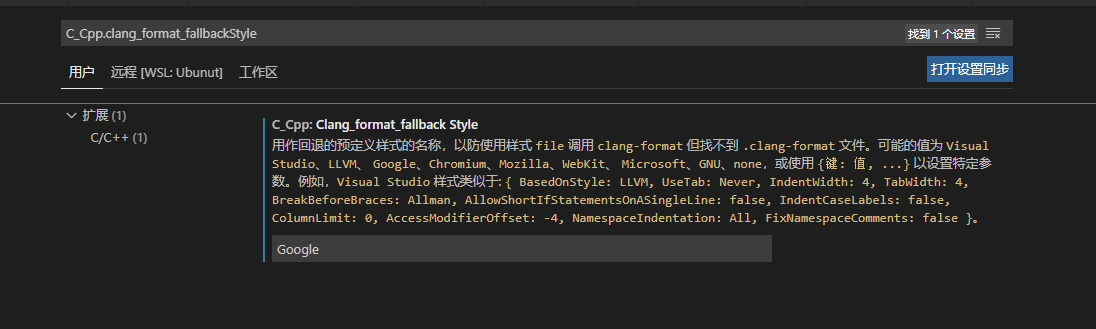 C_Cpp.clang_format_fallbackStyle
找到 1 个设置
用户 远程 [WSL: Ubunut] 工作区
打开设置同步
扩展 (1)
C/C++ (1)
C_Cpp: Clang_format_fallback Style
用作回退的预定义样式的名称，以防使用样式 file 调用 clang-format 但找不到 .clang-format 文件。可能的值为 Visual
Studio、LLVM、 Google、Chromium、Mozilla、WebKit、 Microsoft、GNU、none，或使用 {键: 值, ...} 以设置特定参
数。例如，Visual Studio 样式类似于: { BasedOnStyle: LLVM, UseTab: Never, IndentWidth: 4, TabWidth: 4,
BreakBeforeBraces: Allman, AllowShortIfStatementsOnASingleLine: false, IndentCaseLabels: false,
ColumnLimit: 0, AccessModifierOffset: -4, NamespaceIndentation: All, FixNamespaceComments: false }。
Google